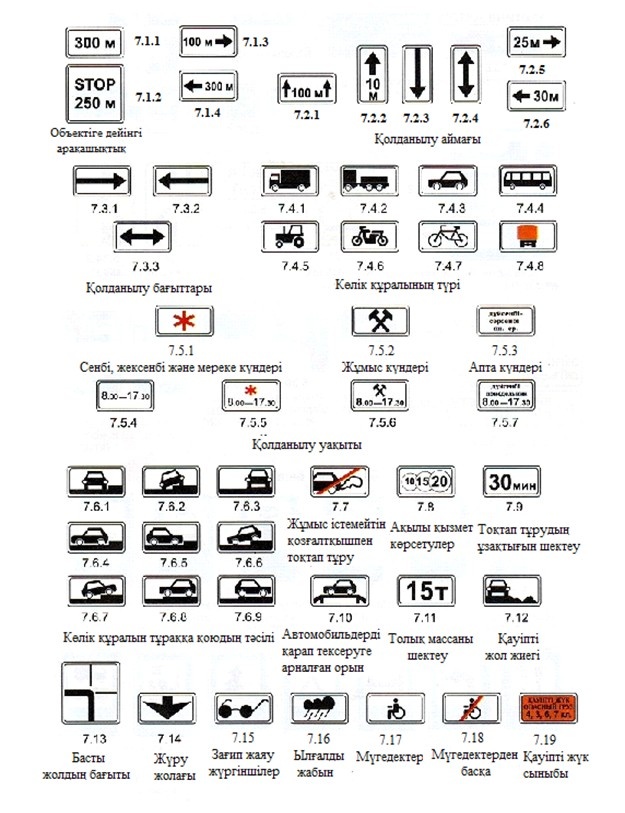 300 м 7.1.1 100 м 7.1.3
STOP
250 м 7.1.2 300 м 7.1.4
Объектіге дейінгі
арақашықтық
100 м 7.2.1
10
м 7.2.2 7.2.3 7.2.4
25м 7.2.5
30м 7.2.6
Қолданылу аймағы
7.3.1 7.3.2
7.3.3
Қолданылу бағыттары
7.4.1 7.4.2 7.4.3 7.4.4
7.4.5 7.4.6 7.4.7 7.4.8
Көлік құралының түрі
7.5.1
Сенбі, жексенбі және мереке күндері
7.5.2
Жұмыс күндері
7.5.3
Апта күндері
8.00—17.30 8.00—17.30 8.00—17.30 8.00—17.30
7.5.4 7.5.5 7.5.6 7.5.7
Қолданылу уақыты
7.6.1 7.6.2 7.6.3
7.6.4 7.6.5 7.6.6
7.6.7 7.6.8 7.6.9
Көлік құралын тұраққа коюдың тәсілі
7.7
Жұмыс істемейтін
қозғалтқышпен
тоқтап тұру
10 15 20
7.8
Ақылы қызмет
көрсетулер
30мин
7.9
Тоқтап тұрудың
ұзақтығын шектеу
7.10
Автомобильдерді
қарап тексеруге
арналған орын
15т
7.11
Толық массаны
шектеу
7.12
Қауіпті
жол жиегі
7.13
Басты
жолдың бағыты
7.14
Жүру
жолағы
7.15
Зағип жаяу
жүргіншілер
7.16
Ылғалды
жабын
7.17
Мүгедектер
7.18
Мүгедектерден
басқа
ҚАУІПТІ ЖҮК
ОПАСНЫЙ ГРУЗ
4, 5, 6, 7 кл.
7.19
Қауіпті жүк
сыныбы